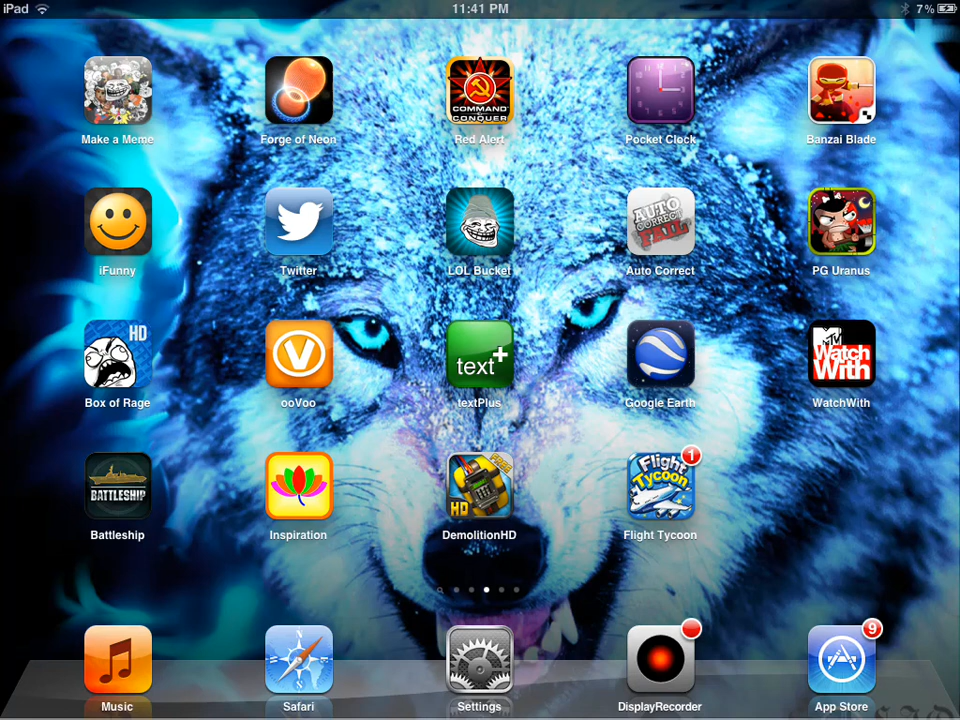 iPad 11:41 PM 7%
Make a Meme Forge of Neon Red Alert Pocket Clock Banzai Blade
COMMAND
CONQUER
AUTO
CORRECT
FAIL
iFunny Twitter LOL Bucket Auto Correct PG Uranus
HD
MTV
Watch
With
text+
Box of Rage ooVoo textPlus Google Earth WatchWith
1
Flight
Tycoon
BATTLESHIP
HD
Battleship Inspiration DemolitionHD Flight Tycoon
9
Music Safari Settings DisplayRecorder App Store